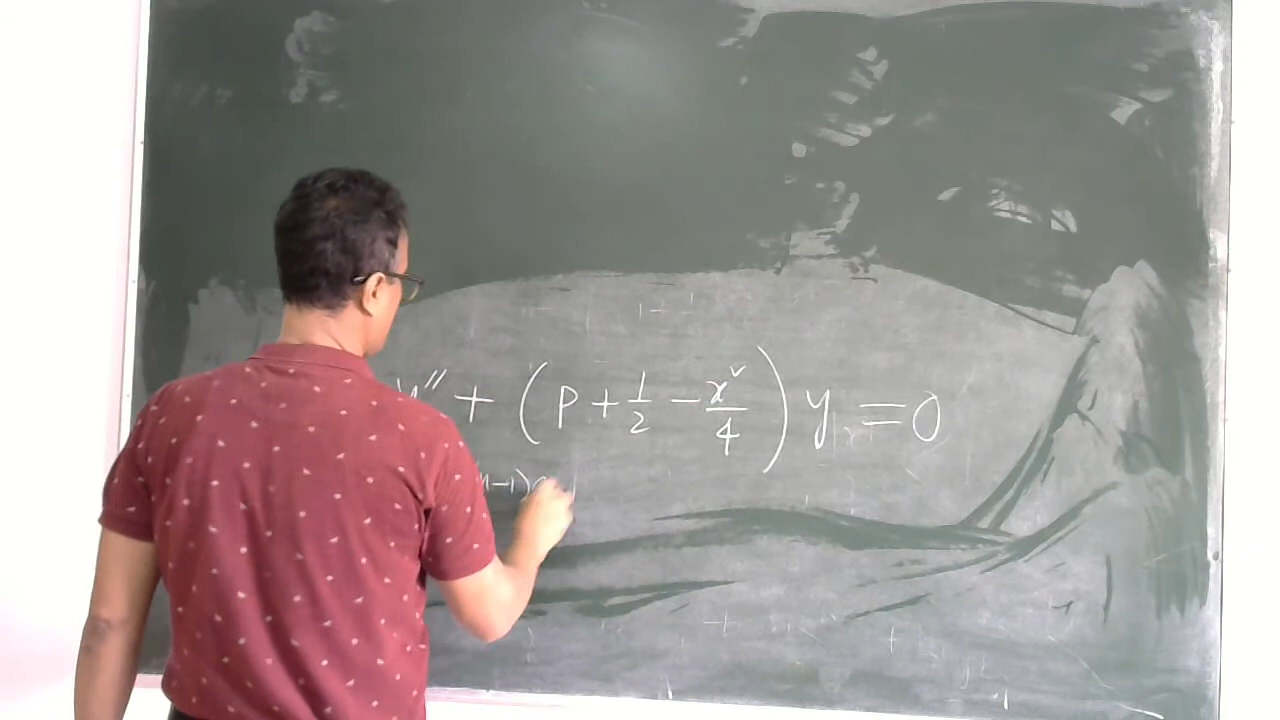 y'' + (p + 1/2 - x²/4) y = 0
n-1)